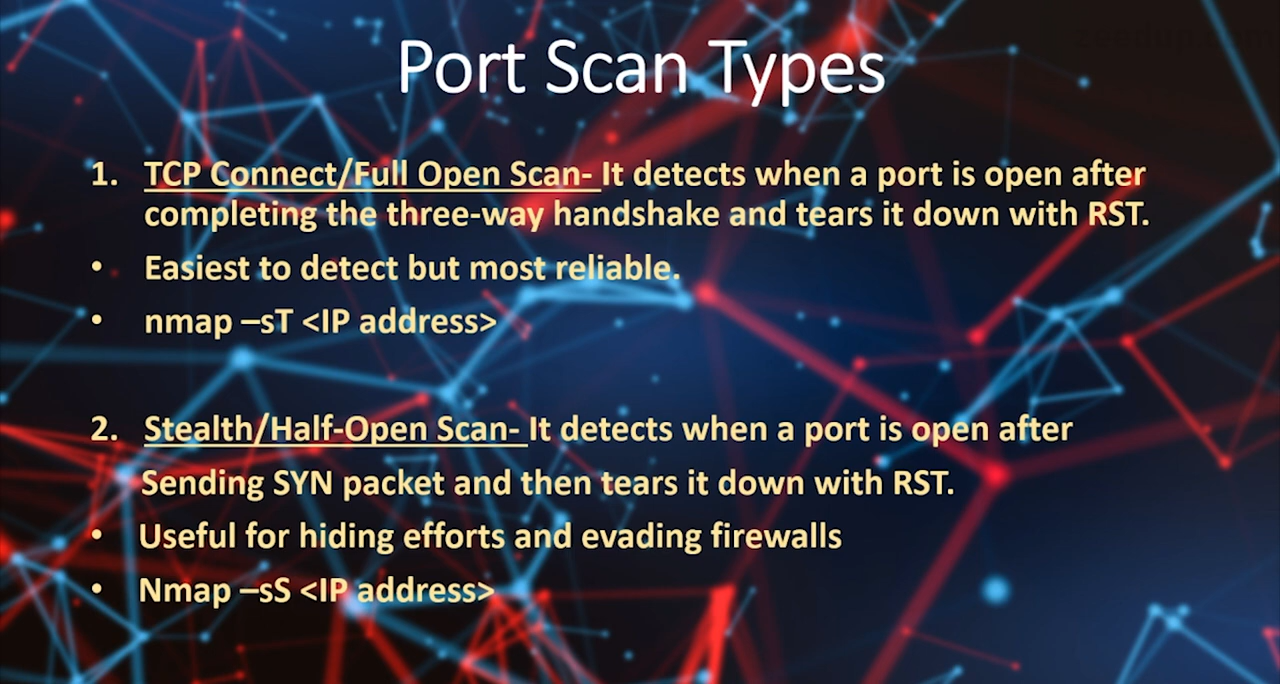 Port Scan Types
1. TCP Connect/Full Open Scan- It detects when a port is open after
completing the three-way handshake and tears it down with RST.
• Easiest to detect but most reliable.
• nmap –sT <IP address>
2. Stealth/Half-Open Scan- It detects when a port is open after
Sending SYN packet and then tears it down with RST.
• Useful for hiding efforts and evading firewalls
• Nmap –sS <IP address>